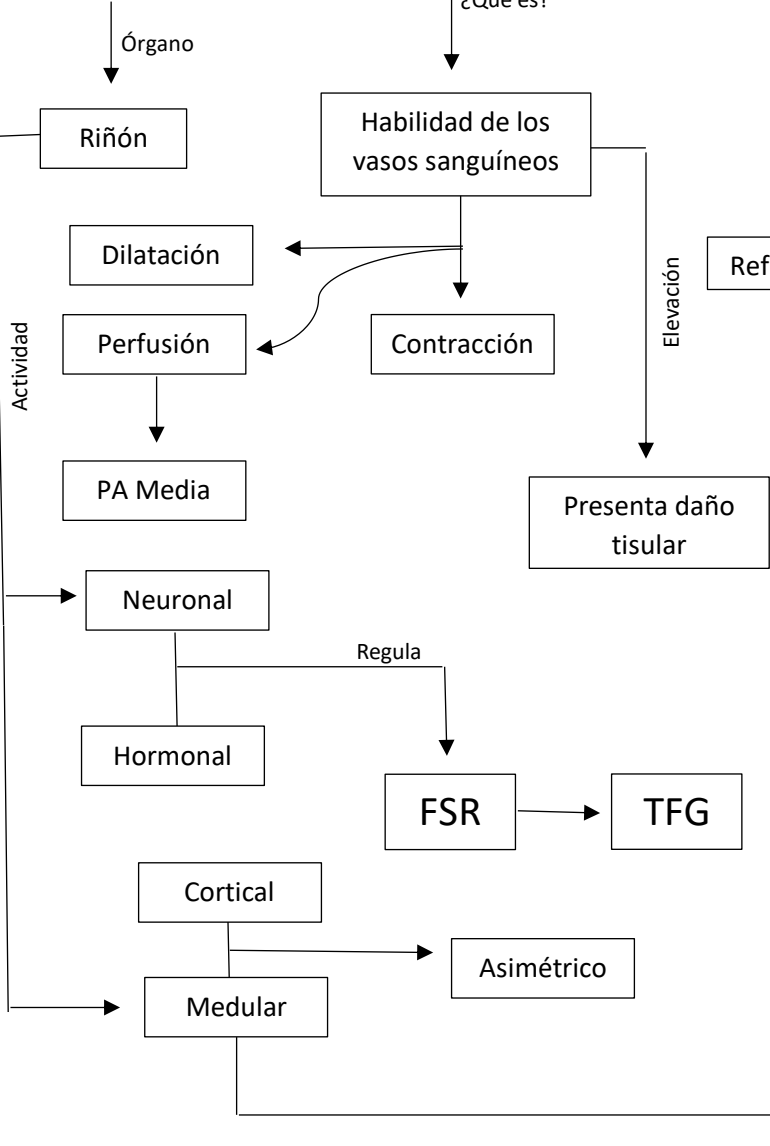 ¿Qué es?
Órgano
Riñón
Habilidad de los
vasos sanguíneos
Dilatación
Elevación
Ref
Perfusión
Contracción
Actividad
PA Media
Presenta daño
tisular
Neuronal
Regula
Hormonal
FSR
TFG
Cortical
Asimétrico
Medular